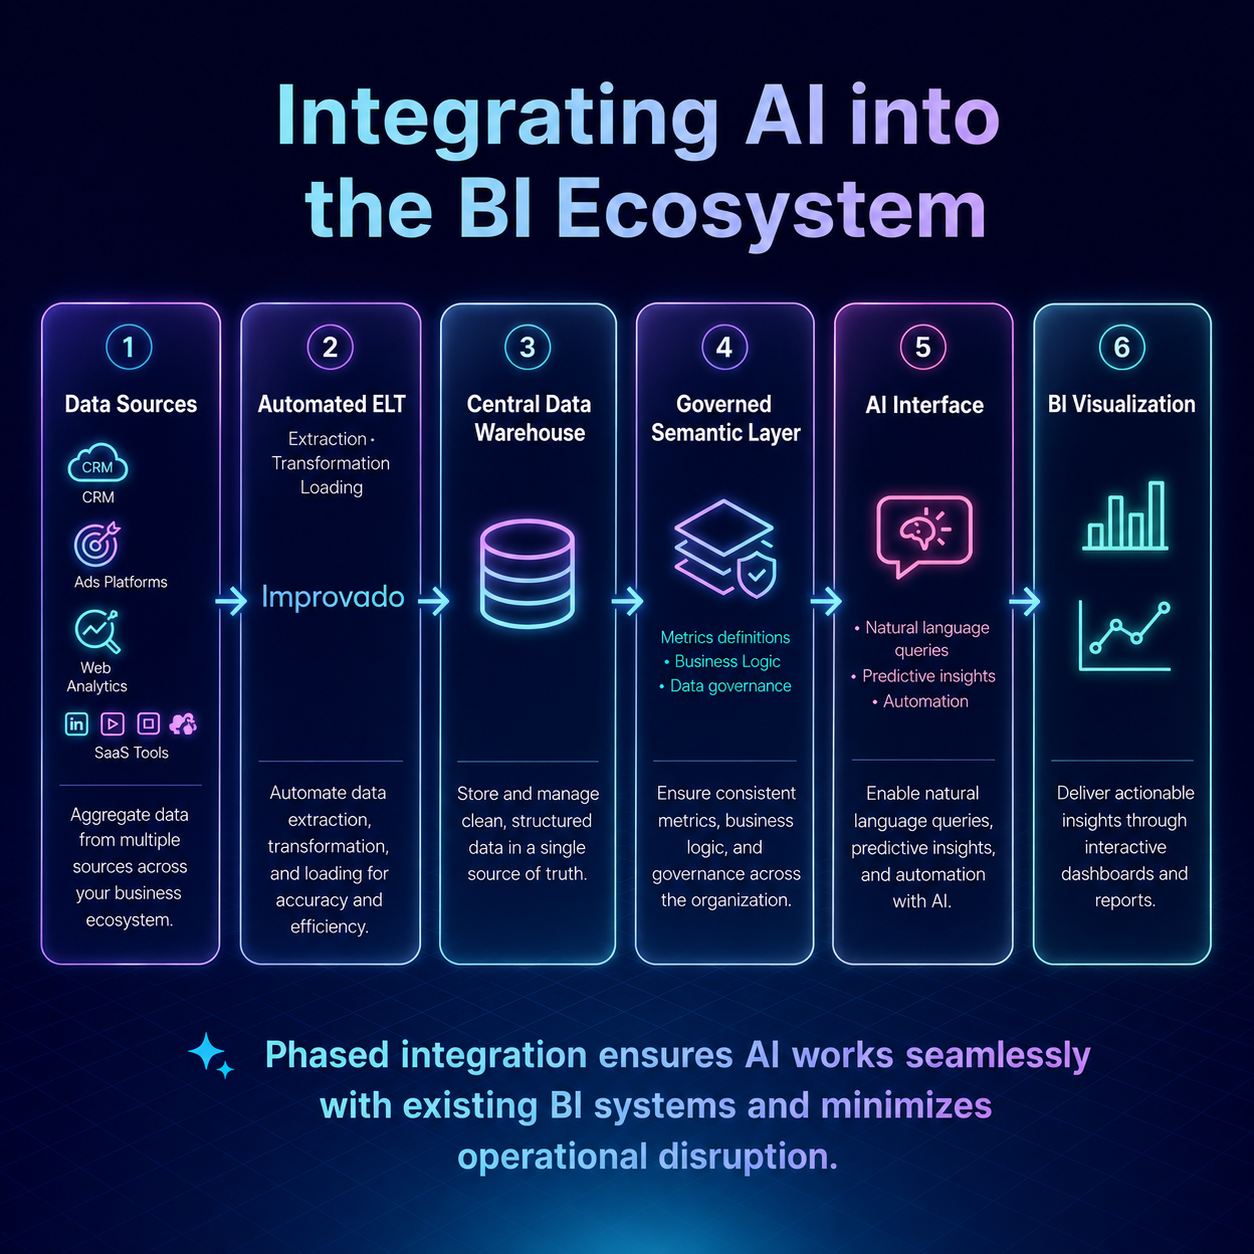 Integrating AI into
the BI Ecosystem
1
Data Sources
CRM
CRM
Ads Platforms
Web
Analytics
in
SaaS Tools
Aggregate data
from multiple
sources across
your business
ecosystem.
2
Automated ELT
Extraction •
Transformation
Loading
Improvado
Automate data
extraction,
transformation,
and loading for
accuracy and
efficiency.
3
Central Data
Warehouse
Store and manage
clean, structured
data in a single
source of truth.
4
Governed
Semantic Layer
Metrics definitions
• Business Logic
• Data governance
Ensure consistent
metrics, business
logic, and
governance across
the organization.
5
AI Interface
• Natural language
queries
• Predictive insights
• Automation
Enable natural
language queries,
predictive insights,
and automation
with AI.
6
BI Visualization
Deliver actionable
insights through
interactive
dashboards and
reports.
Phased integration ensures AI works seamlessly
with existing BI systems and minimizes
operational disruption.